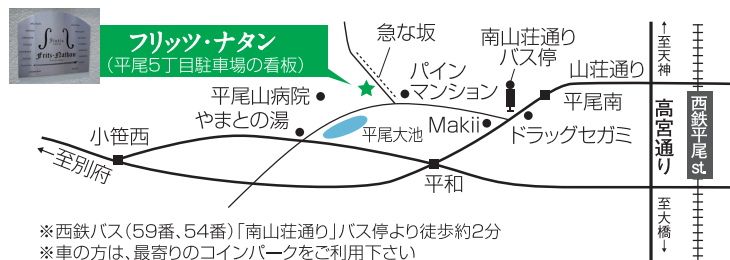 Studio
Fritz・Nathan
フリッツ・ナタン
(平尾5丁目駐車場の看板)
急な坂
南山荘通り
バス停
パイン
マンション
山荘通り
平尾山病院
やまとの湯
平尾大池
Makii
ドラッグセガミ
平尾南
小笹西
←至別府
平和
←至天神
高宮通り
西鉄平尾st.
至大橋→
※西鉄バス(59番、54番)「南山荘通り」バス停より徒歩約2分
※車の方は、最寄りのコインパークをご利用下さい